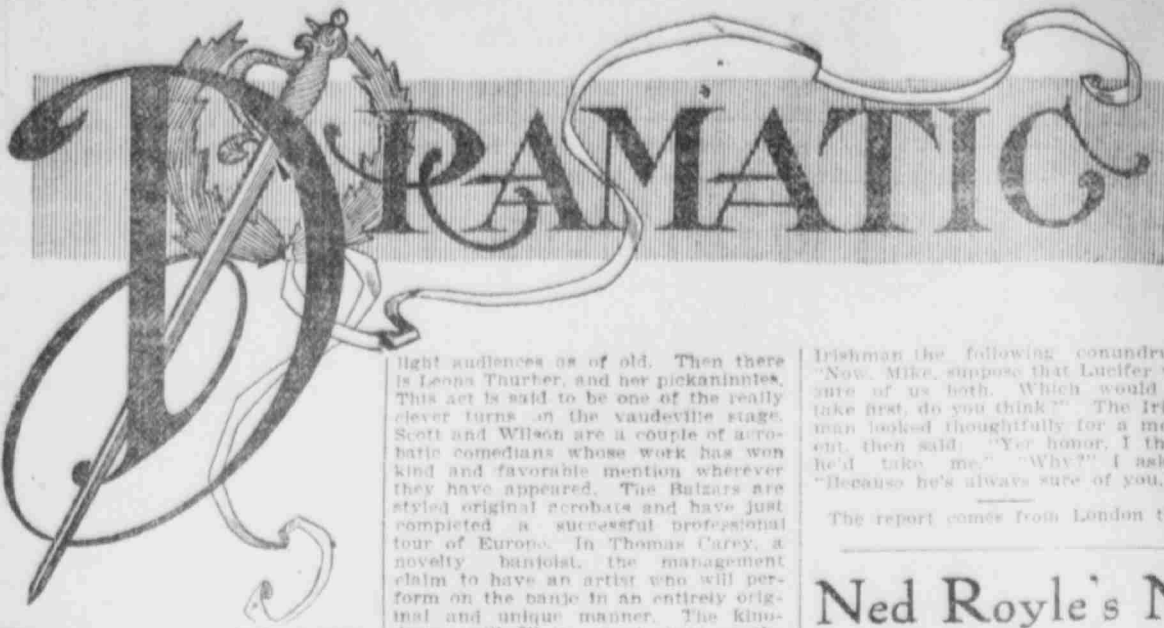 DRAMATIC
light audiences as of old. Then there
is Leona Thurber, and her pickaninnies.
This act is said to be one of the really
clever turns on the vaudeville stage.
Scott and Wilson are a couple of acro-
batic comedians whose work has won
kind and favorable mention wherever
they have appeared. The Balzars are
styled original acrobats and have just
completed a successful professional
tour of Europe. In Thomas Carey, a
novelty banjoist, the management
claim to have an artist who will per-
form on the banjo in an entirely orig-
inal and unique manner. The kino-
Irishman the following conundru
"Now, Mike, suppose that Lucifer
sure of us both. Which would
take first, do you think?" The Iri
man looked thoughtfully for a mo
ent, then said: "Yer honor, I th
he'd take me." "Why?" I ask
"Because he's always sure of you.
The report comes from London t
Ned Royle's N